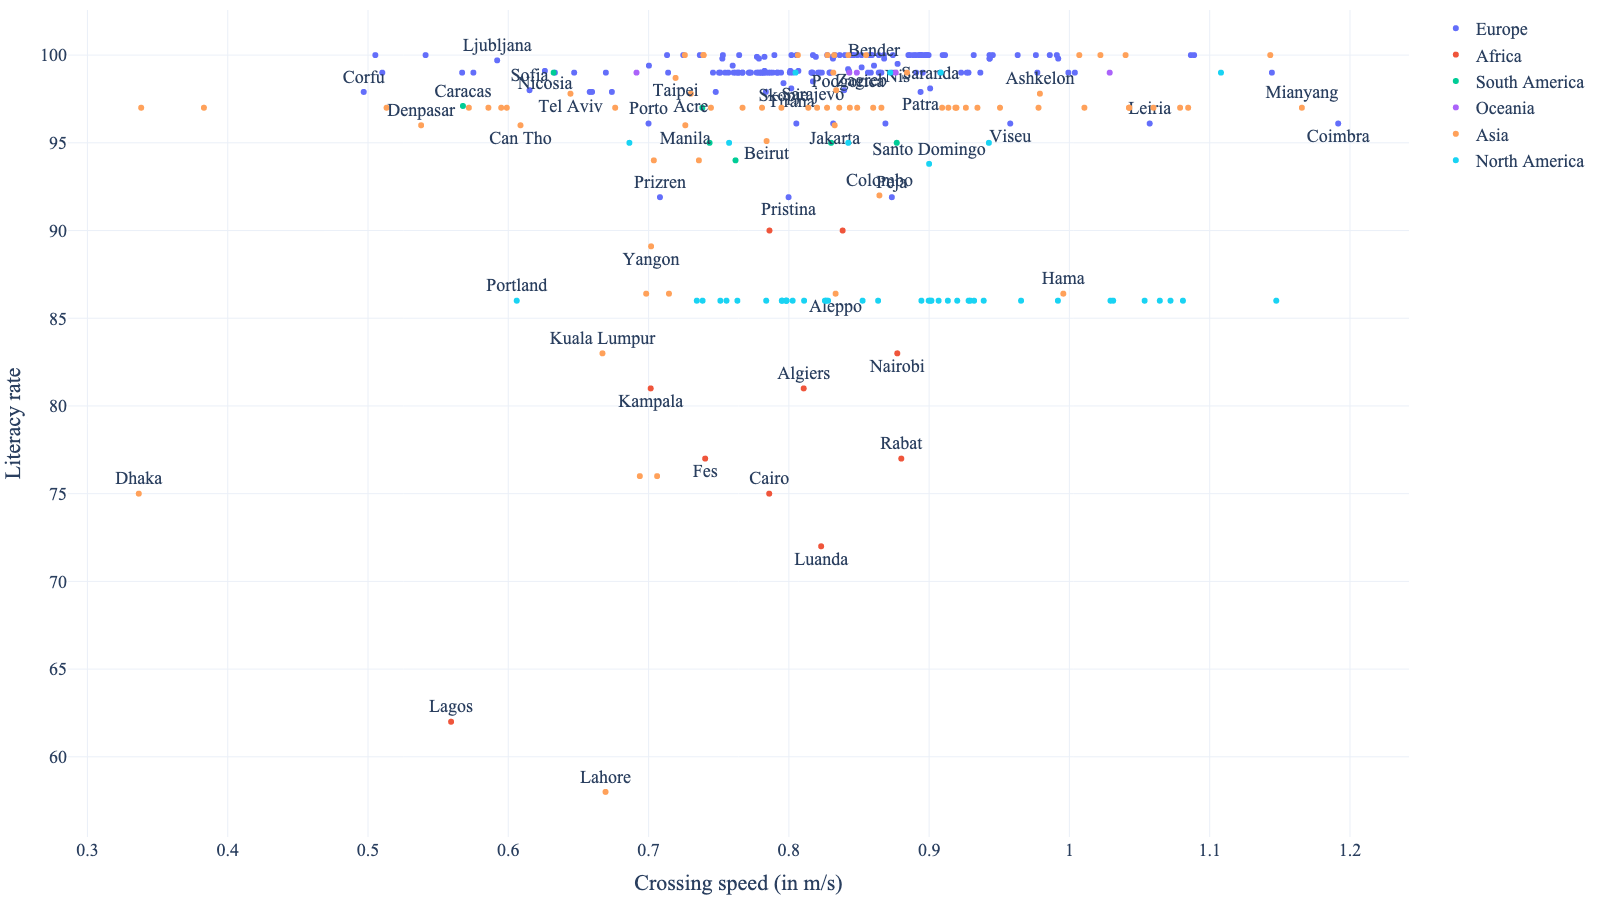 Europe
Africa
South America
Oceania
Asia
North America
100
95
90
85
80
75
70
65
60
Literacy rate
Ljubljana
Bender
Corfu
Sofia
Nicosia
Caracas
Denpasar
Tel Aviv
Can Tho
Taipei
Porto
Acre
Manila
Beirut
Skopje
Sarajevo
Tirana
Podgorica
Zagreb
Nis
Saranda
Patra
Ashkelon
Leiria
Mianyang
Coimbra
Viseu
Jakarta
Santo Domingo
Colombo
Peja
Prizren
Pristina
Yangon
Portland
Hama
Aleppo
Kuala Lumpur
Nairobi
Algiers
Kampala
Rabat
Fes
Cairo
Dhaka
Luanda
Lagos
Lahore
0.3
0.4
0.5
0.6
0.7
0.8
0.9
1
1.1
1.2
Crossing speed (in m/s)